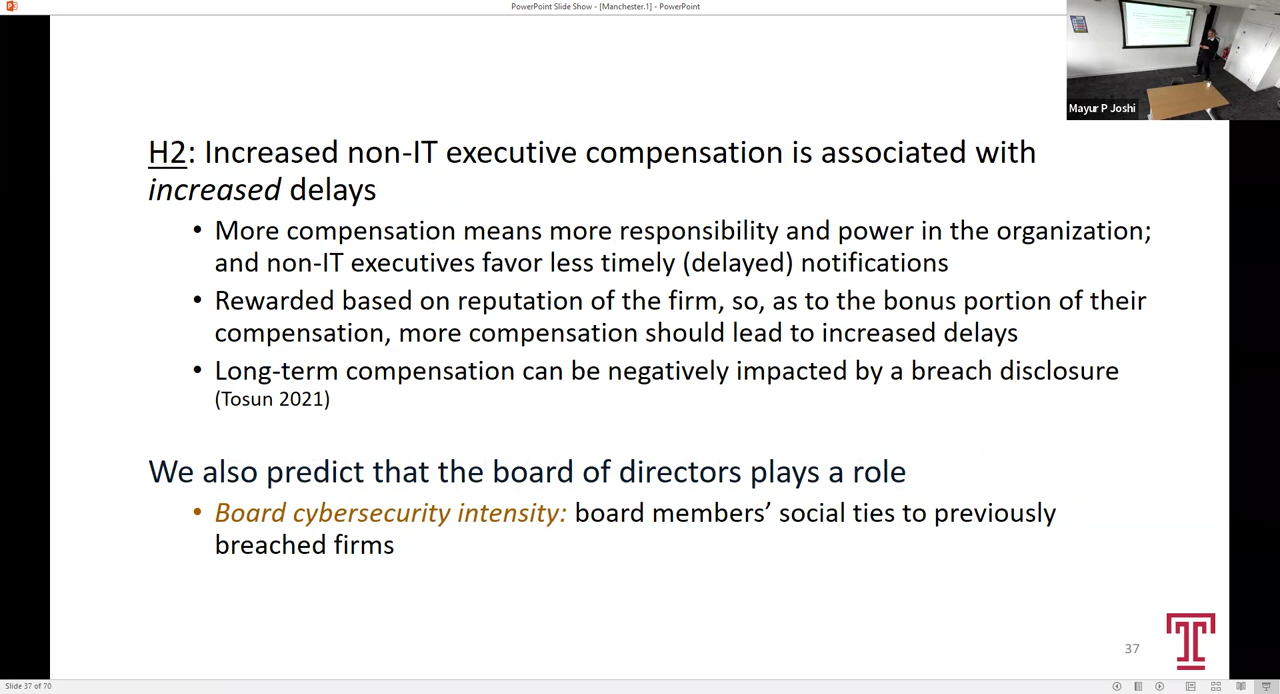 PowerPoint Slide Show - [Manchester.1] - PowerPoint
Mayur P Joshi
H2: Increased non-IT executive compensation is associated with
increased delays
• More compensation means more responsibility and power in the organization;
and non-IT executives favor less timely (delayed) notifications
• Rewarded based on reputation of the firm, so, as to the bonus portion of their
compensation, more compensation should lead to increased delays
• Long-term compensation can be negatively impacted by a breach disclosure
(Tosun 2021)
We also predict that the board of directors plays a role
• Board cybersecurity intensity: board members’ social ties to previously
breached firms
37
Slide 37 of 70